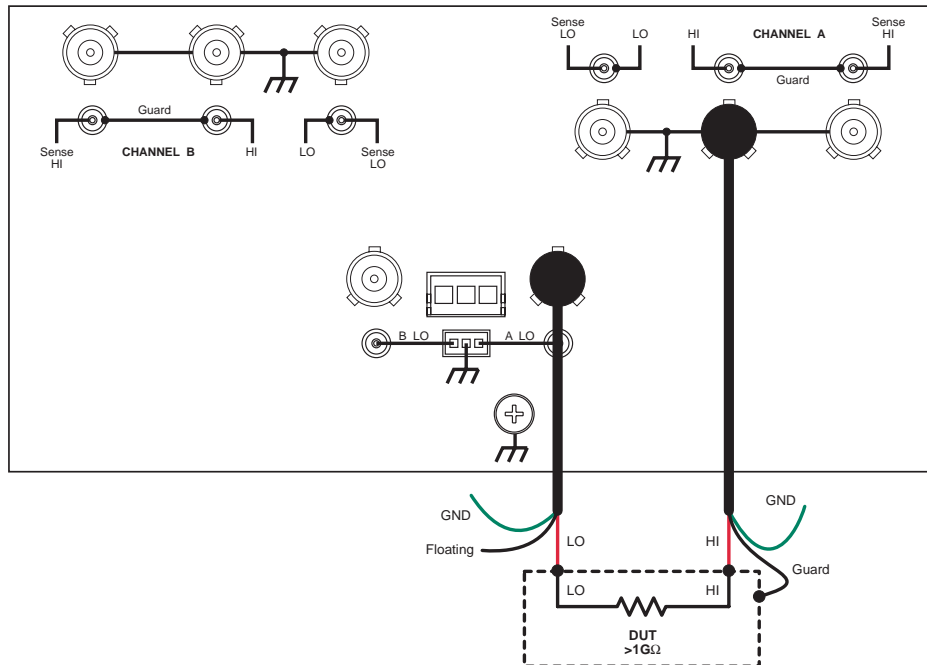 Sense
LO
LO
HI
CHANNEL A
Sense
HI
Guard
Guard
Sense
HI
CHANNEL B
HI
LO
Sense
LO
B LO
A LO
GND
Floating
LO
HI
GND
Guard
LO
HI
DUT
>1GΩ